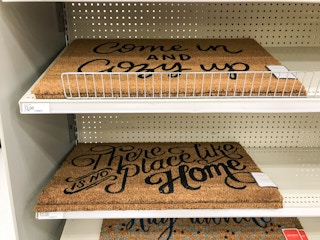 Come in
AND
Cozy up
There
IS NO
Place like
Home